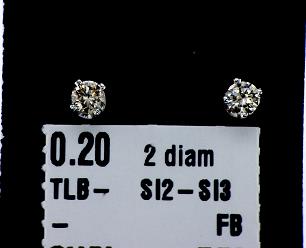 0.20 2 diam
TLB- SI2-SI3
- FB